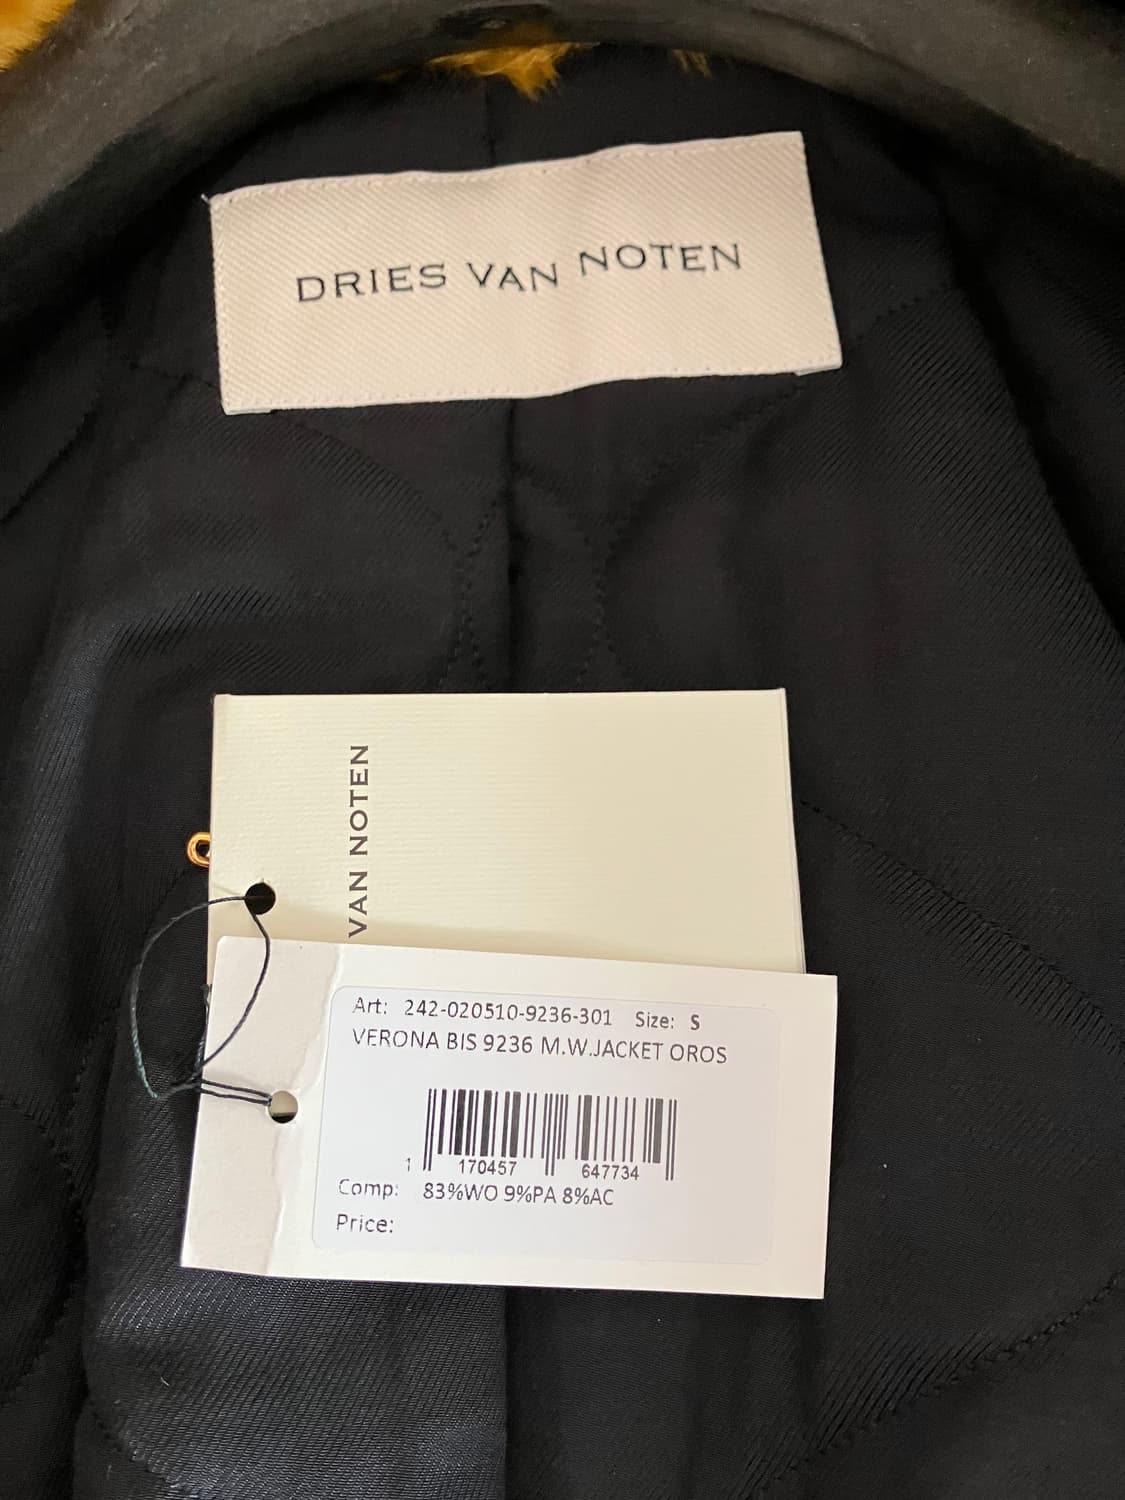 DRIES VAN NOTEN
VAN NOTEN
Art: 242-020510-9236-301 Size: S
VERONA BIS 9236 M.W.JACKET OROS
1 170457 647734
Comp: 83%WO 9%PA 8%AC
Price: